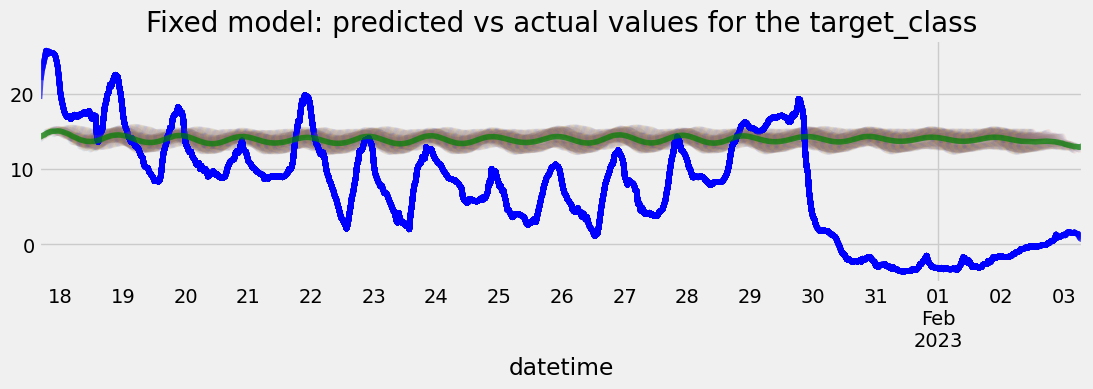 Fixed model: predicted vs actual values for the target_class
20
10
0
18 19 20 21 22 23 24 25 26 27 28 29 30 31 01 02 03
Feb
2023
datetime